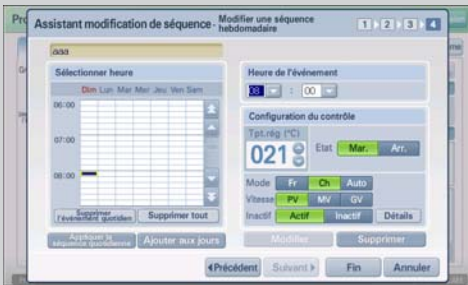 Assistant modification de séquence - Modifier une séquence hebdomadaire
1 2 3 4
aaa
Sélectionner heure
Dim Lun Mar Mer Jeu Ven Sam
06:00
07:00
08:00
Supprimer l'événement quotidien
Supprimer tout
Appliquer la séquence quotidienne
Ajouter aux jours
Heure de l'événement
08 : 00
Configuration du contrôle
Tpt.rég (°C)
021
Etat Mar. Arr.
Mode Fr Ch Auto
Vitesse PV MV GV
Inactif Actif Inactif Détails
Modifier Supprimer
Précédent Suivant Fin Annuler